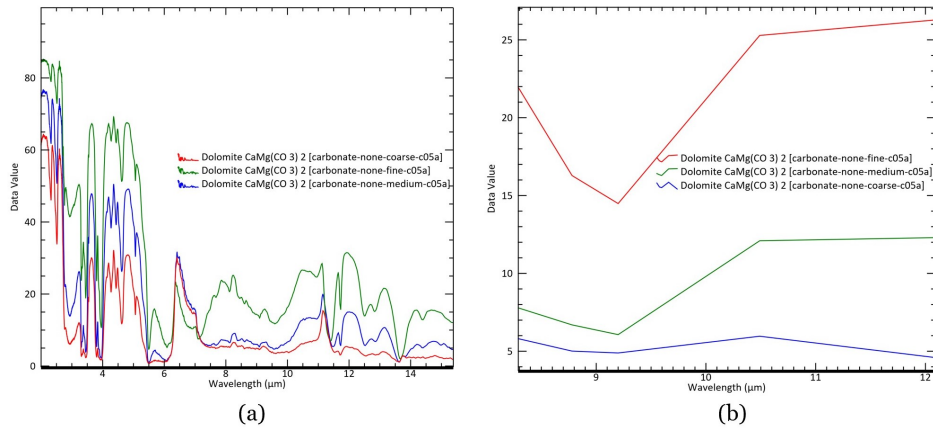 80
60
40
20
0
Data Value
4
6
8
10
12
14
Wavelength (µm)
Dolomite CaMg(CO 3) 2 [carbonate-none-coarse-c05a]
Dolomite CaMg(CO 3) 2 [carbonate-none-fine-c05a]
Dolomite CaMg(CO 3) 2 [carbonate-none-medium-c05a]
(a)
25
20
15
10
5
Data Value
9
10
11
12
Wavelength (µm)
Dolomite CaMg(CO 3) 2 [carbonate-none-fine-c05a]
Dolomite CaMg(CO 3) 2 [carbonate-none-medium-c05a]
Dolomite CaMg(CO 3) 2 [carbonate-none-coarse-c05a]
(b)